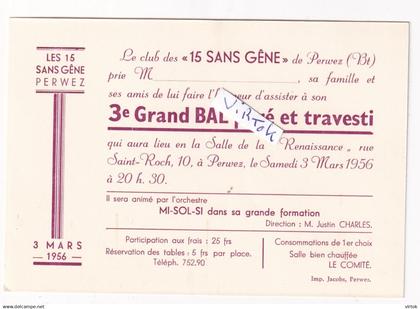 LES 15
SANS GÊNE
PERWEZ
3 MARS
1956
Le club des « 15 SANS GÊNE » de Perwez (Bt)
prie M , sa famille et
ses amis de lui faire l' d'assister à son
3e Grand BAL et travesti
qui aura lieu en la Salle de la Renaissance „ rue
Saint-Roch, 10, à Perwez, le Samedi 3 Mars 1956
à 20 h. 30.
Il sera animé par l'orchestre
MI-SOL-SI dans sa grande formation
Direction : M. Justin CHARLES.
Participation aux frais : 25 frs
Réservation des tables : 5 frs par place.
Téléph. 752.90
Consommations de 1er choix
Salle bien chauffée
LE COMITÉ.
Imp. Jacobs, Perwez.